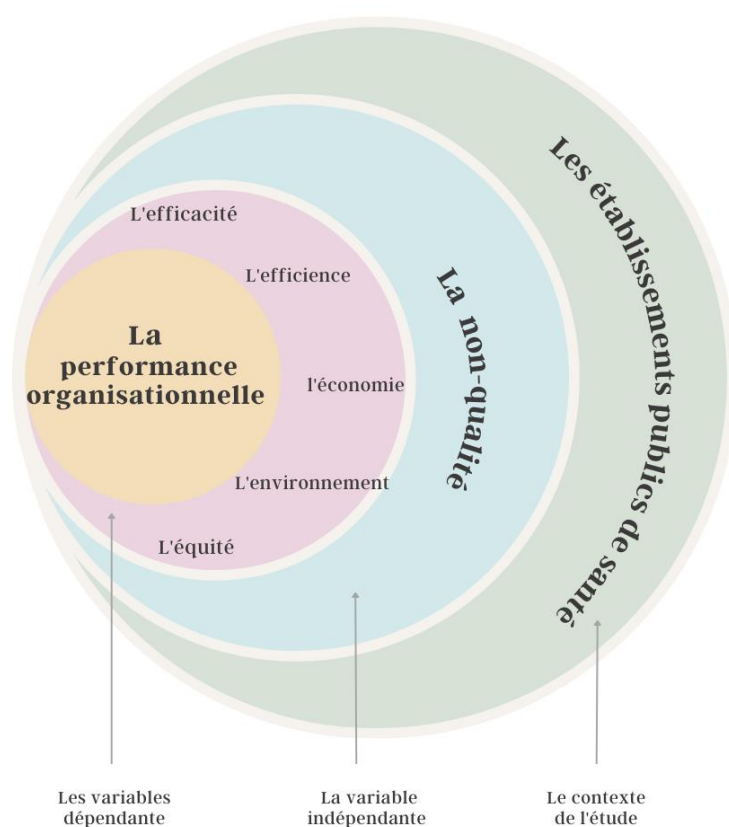 L'efficacité
L'efficience
La
performance
organisationnelle
l'économie
L'environnement
L'équité
La non-qualité
Les établissements publics de santé
Les variables
dépendante
La variable
indépendante
Le contexte
de l'étude